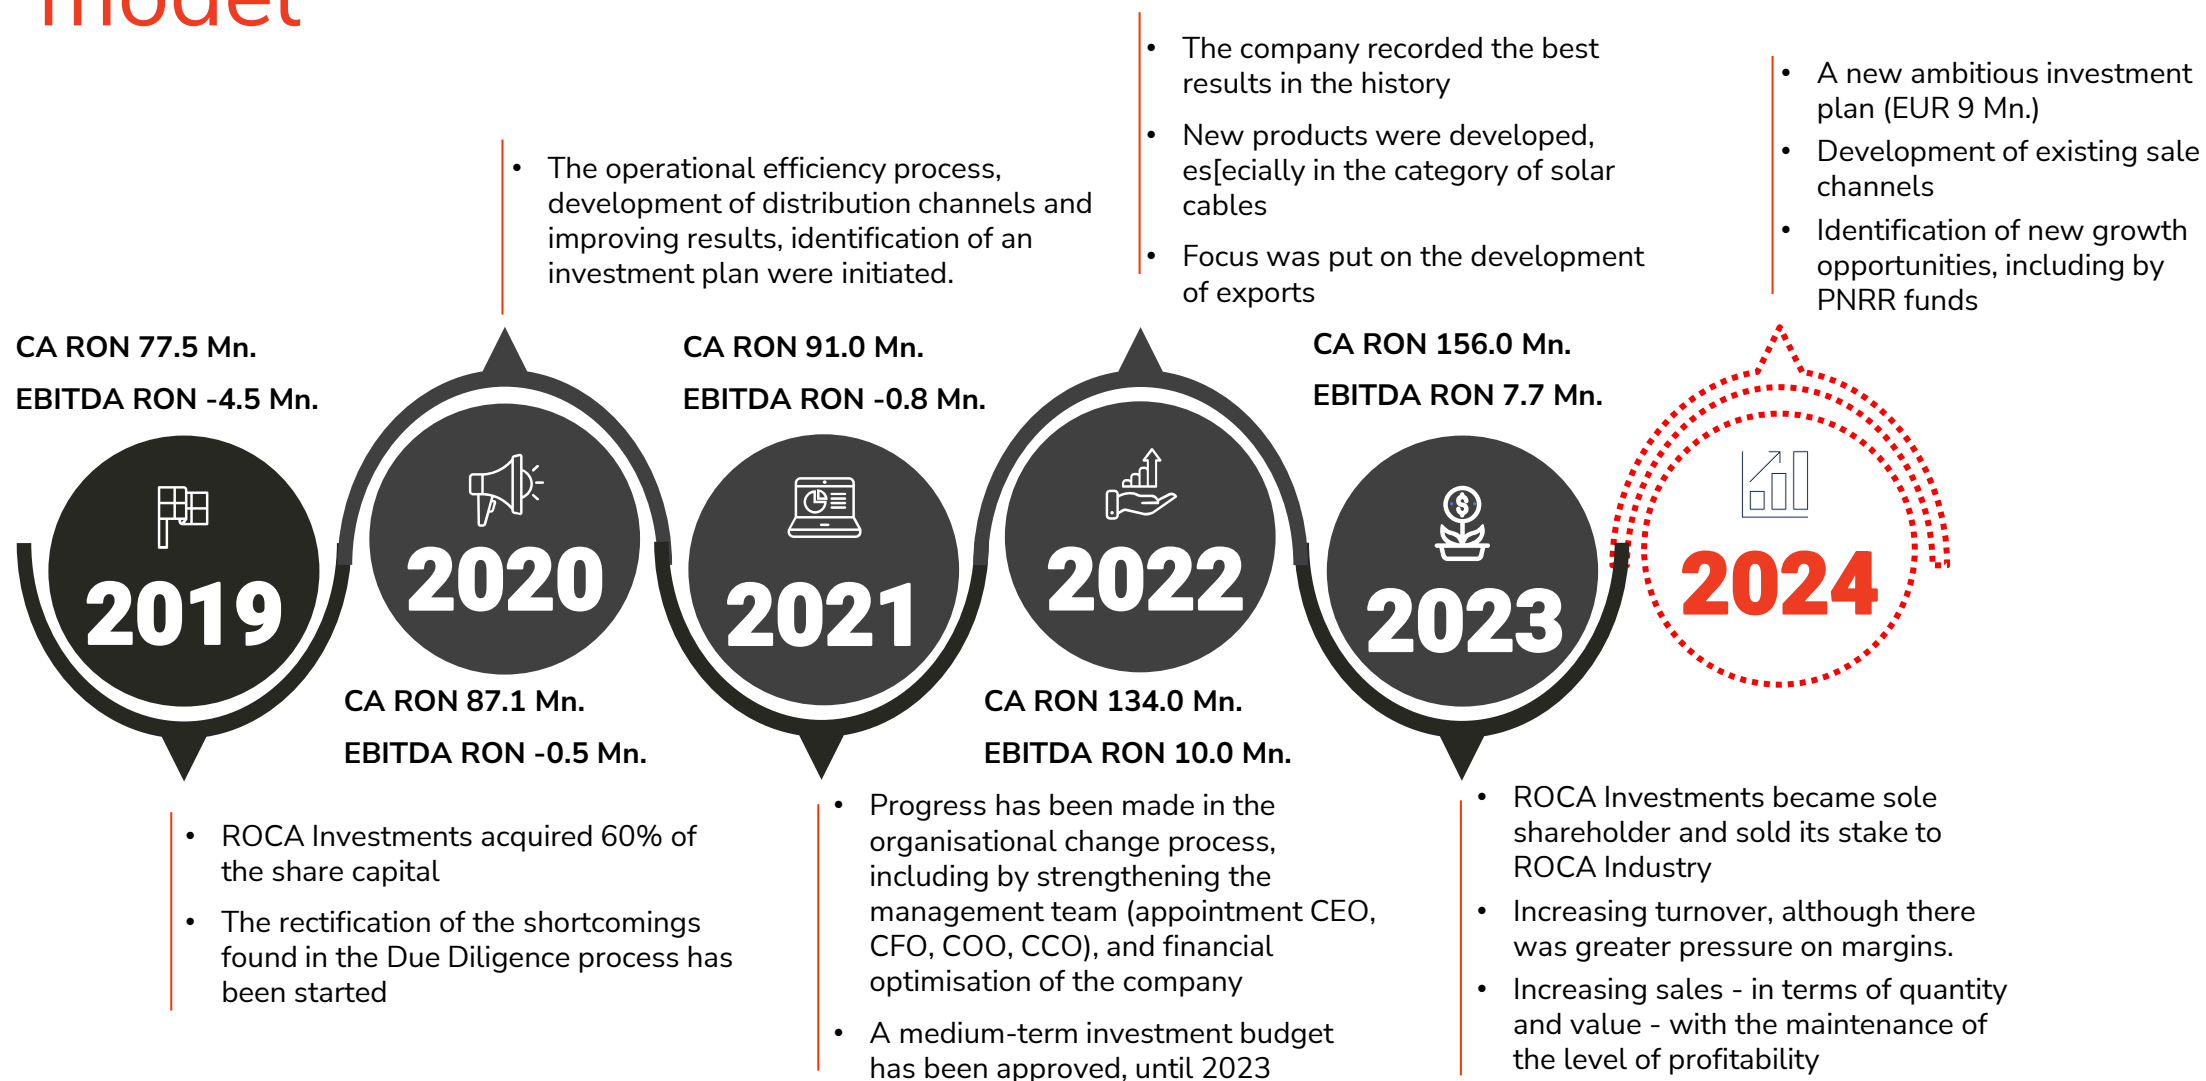 model
• The company recorded the best
results in the history
• New products were developed,
es[ecially in the category of solar
cables
• Focus was put on the development
of exports
• A new ambitious investment
plan (EUR 9 Mn.)
• Development of existing sale
channels
• Identification of new growth
opportunities, including by
PNRR funds
• The operational efficiency process,
development of distribution channels and
improving results, identification of an
investment plan were initiated.
CA RON 77.5 Mn.
EBITDA RON -4.5 Mn.
CA RON 91.0 Mn.
EBITDA RON -0.8 Mn.
CA RON 156.0 Mn.
EBITDA RON 7.7 Mn.
2019
2020
2021
2022
2023
2024
CA RON 87.1 Mn.
EBITDA RON -0.5 Mn.
CA RON 134.0 Mn.
EBITDA RON 10.0 Mn.
• ROCA Investments acquired 60% of
the share capital
• The rectification of the shortcomings
found in the Due Diligence process has
been started
• Progress has been made in the
organisational change process,
including by strengthening the
management team (appointment CEO,
CFO, COO, CCO), and financial
optimisation of the company
• A medium-term investment budget
has been approved, until 2023
• ROCA Investments became sole
shareholder and sold its stake to
ROCA Industry
• Increasing turnover, although there
was greater pressure on margins.
• Increasing sales - in terms of quantity
and value - with the maintenance of
the level of profitability